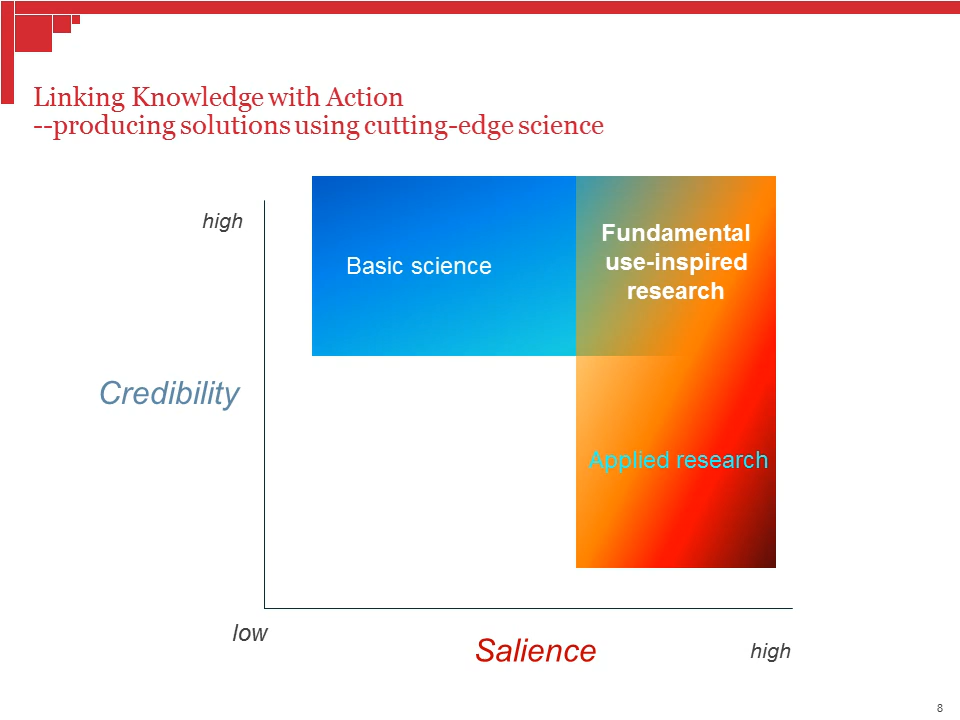 Linking Knowledge with Action
--producing solutions using cutting-edge science
high
Basic science
Fundamental
use-inspired
research
Credibility
Applied research
low
Salience
high
8